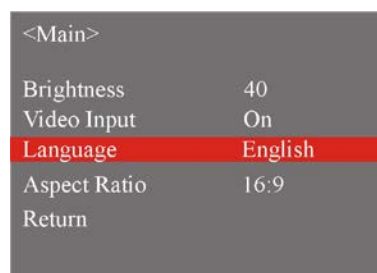 <Main>
Brightness 40
Video Input On
Language English
Aspect Ratio 16:9
Return